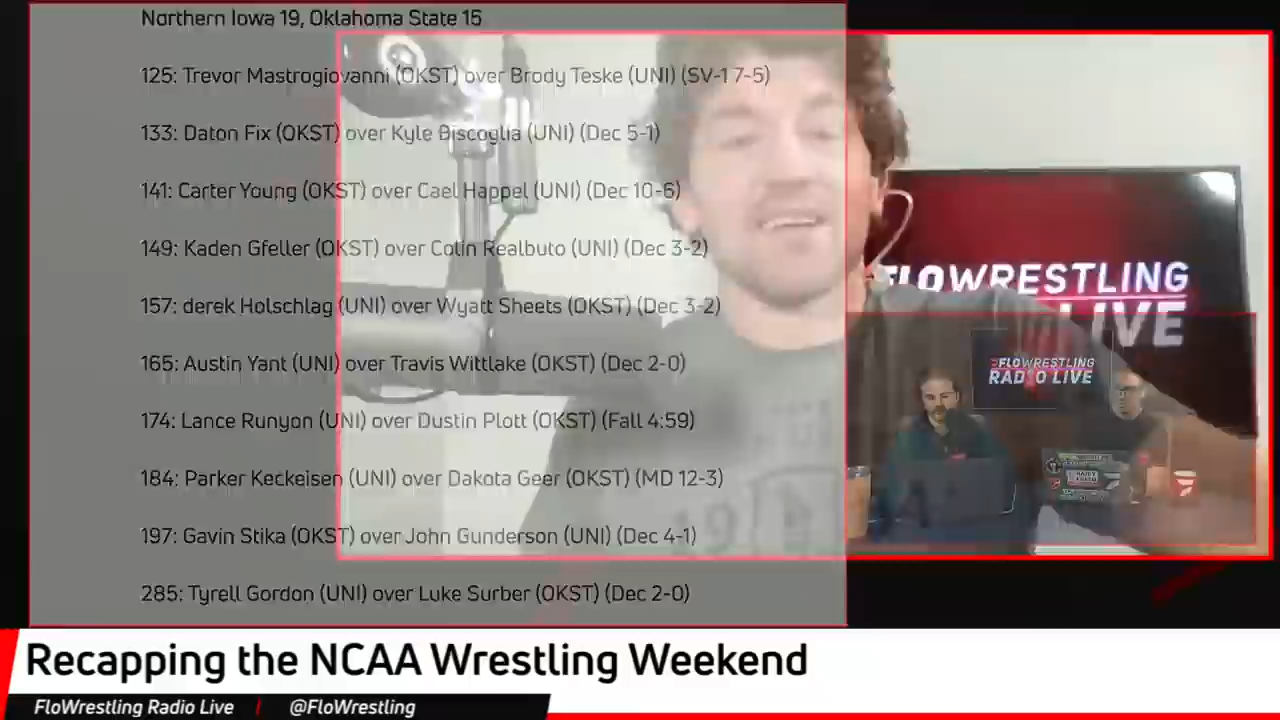 Northern Iowa 19, Oklahoma State 15
125: Trevor Mastrogiovanni (OKST) over Brody Teske (UNI) (SV-1 7-5)
133: Daton Fix (OKST) over Kyle Biscoglia (UNI) (Dec 5-1)
141: Carter Young (OKST) over Cael Happel (UNI) (Dec 10-6)
149: Kaden Gfeller (OKST) over Colin Realbuto (UNI) (Dec 3-2)
157: derek Holschlag (UNI) over Wyatt Sheets (OKST) (Dec 3-2)
165: Austin Yant (UNI) over Travis Wittlake (OKST) (Dec 2-0)
174: Lance Runyon (UNI) over Dustin Plott (OKST) (Fall 4:59)
184: Parker Keckeisen (UNI) over Dakota Geer (OKST) (MD 12-3)
197: Gavin Stika (OKST) over John Gunderson (UNI) (Dec 4-1)
285: Tyrell Gordon (UNI) over Luke Surber (OKST) (Dec 2-0)
FLOWRESTLING
LIVE
FLOWRESTLING
RADIO LIVE
Recapping the NCAA Wrestling Weekend
FloWrestling Radio Live | @FloWrestling